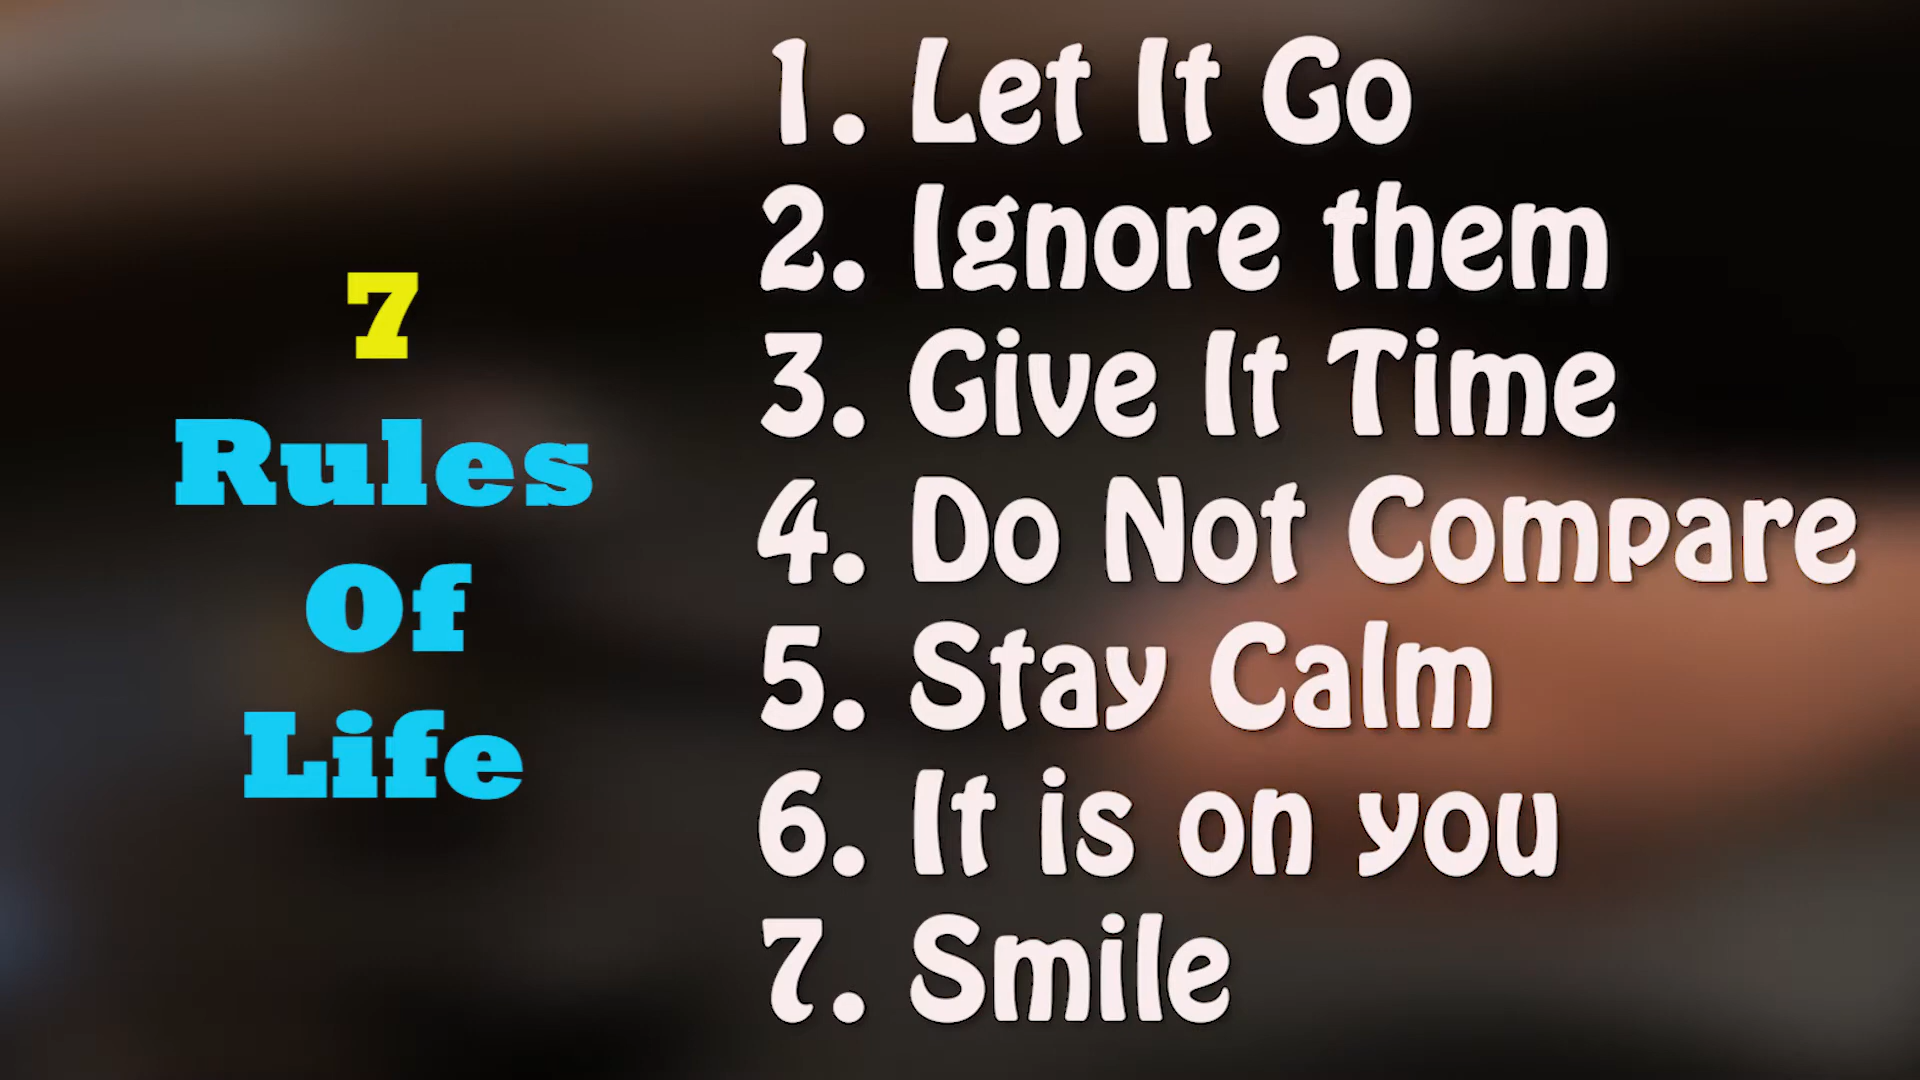 7
Rules
Of
Life
1. Let It Go
2. Ignore them
3. Give It Time
4. Do Not Compare
5. Stay Calm
6. It is on you
7. Smile